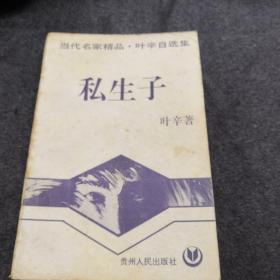 当代名家精品·叶辛自选集
私生子
叶辛著
贵州人民出版社